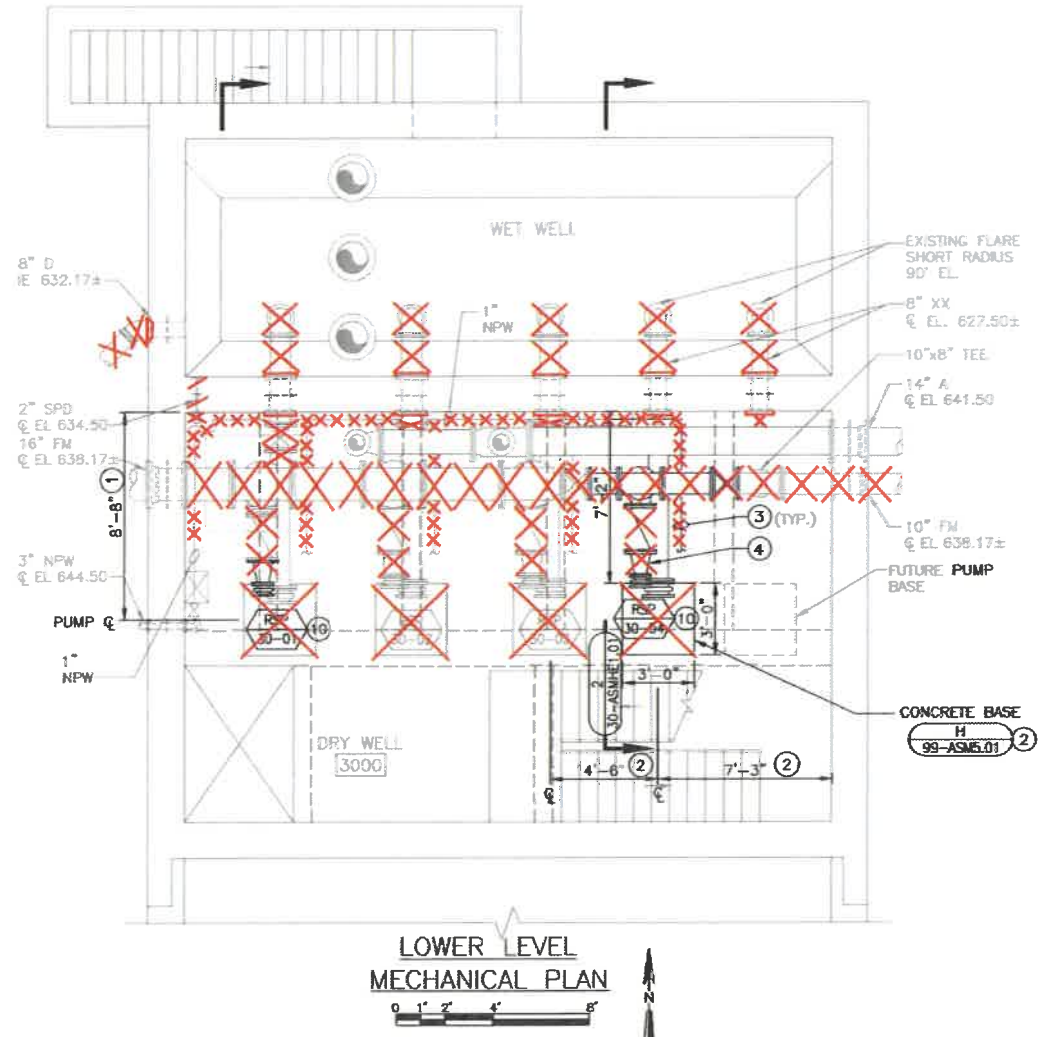 WET WELL
8" D
IE 632.17±
1"
NPW
EXISTING FLARE
SHORT RADIUS
90° EL.
8" XX
℄ EL. 627.50±
10"x8" TEE
14" A
℄ EL 641.50
2" SPD
℄ EL 634.50
16" FM
℄ EL 638.17±
1
8'-8"
3" NPW
℄ EL 644.50
PUMP ℄
1"
NPW
3 (TYP.)
4
10" FM
℄ EL 638.17±
FUTURE PUMP
BASE
RSP
30-01
10
RSP
10
3'-0"
3'-0"
2
30-ASMHE1.01
CONCRETE BASE
H
99-ASM5.01
2
DRY WELL
3000
4'-6" 2
7'-3" 2
℄
℄
LOWER LEVEL
MECHANICAL PLAN
0 1' 2' 4' 8'
N